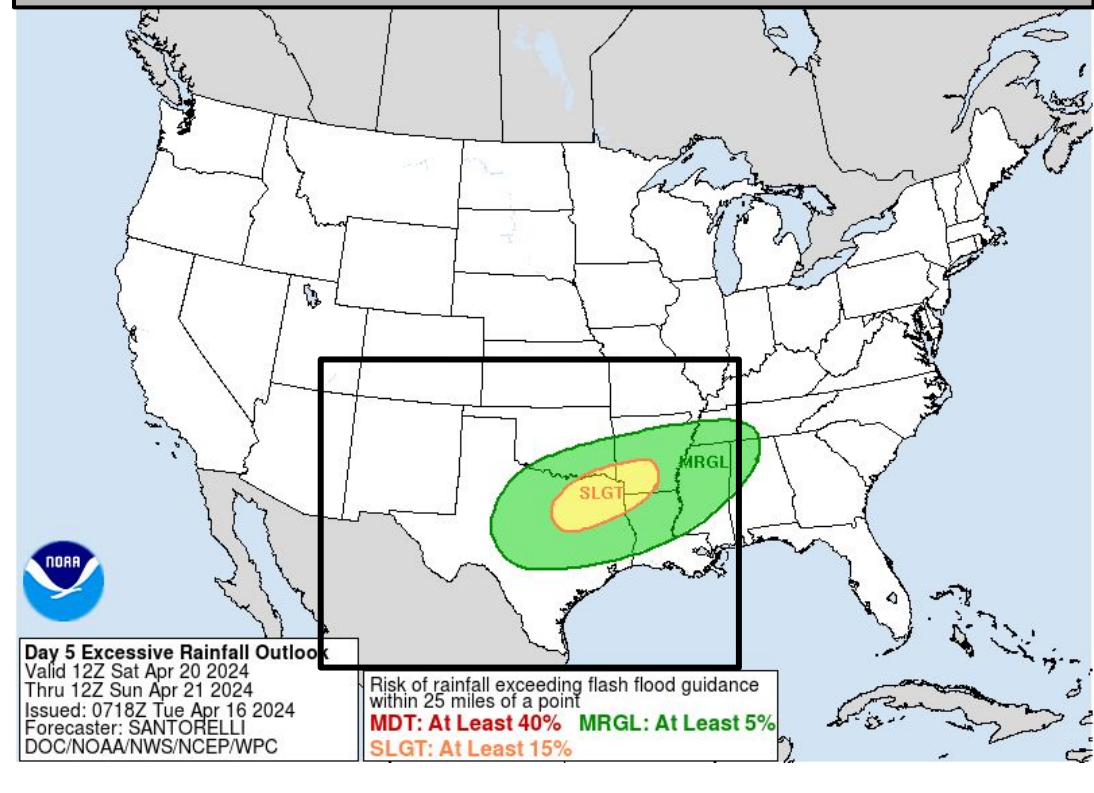 MRGL
SLGT
NOAA
Day 5 Excessive Rainfall Outlook
Valid 12Z Sat Apr 20 2024
Thru 12Z Sun Apr 21 2024
Issued: 0718Z Tue Apr 16 2024
Forecaster: SANTORELLI
DOC/NOAA/NWS/NCEP/WPC
Risk of rainfall exceeding flash flood guidance
within 25 miles of a point
MDT: At Least 40% MRGL: At Least 5%
SLGT: At Least 15%